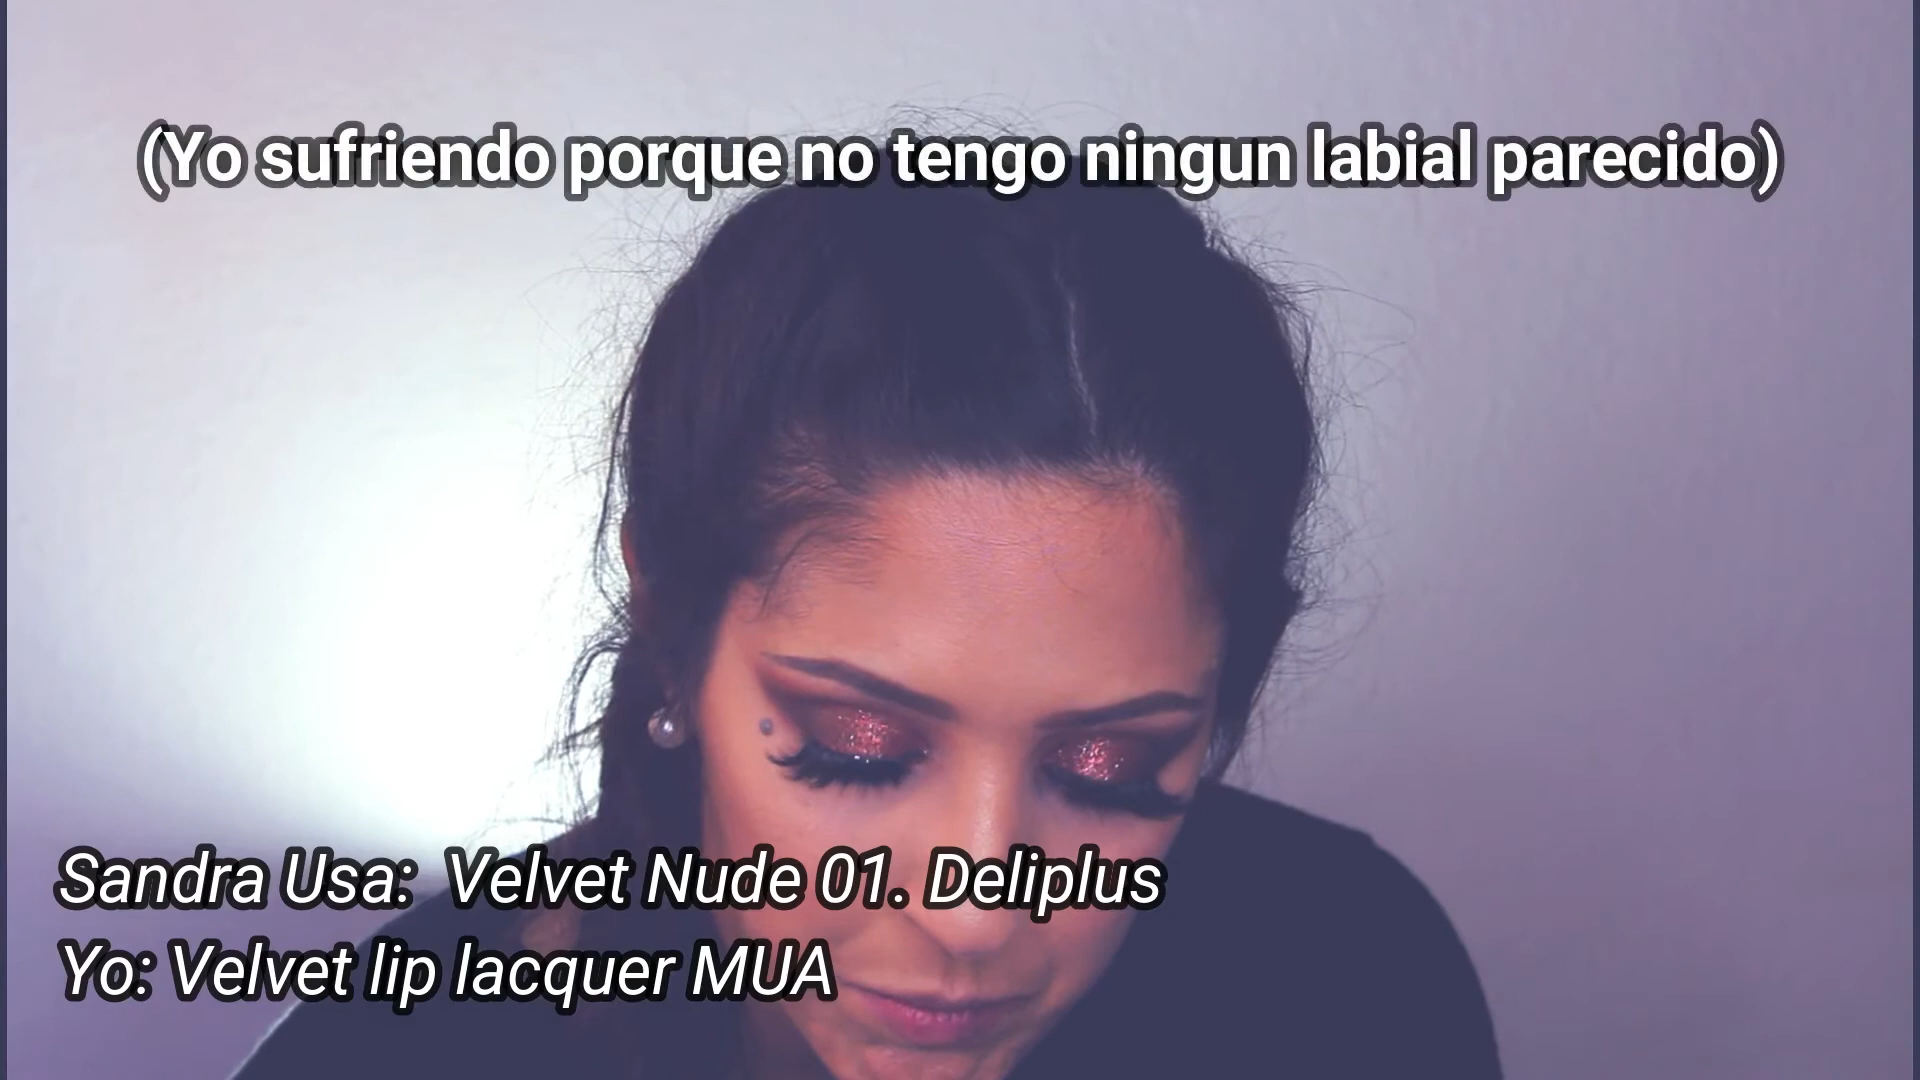 (Yo sufriendo porque no tengo ningun labial parecido)
Sandra Usa: Velvet Nude 01. Deliplus
Yo: Velvet lip lacquer MUA